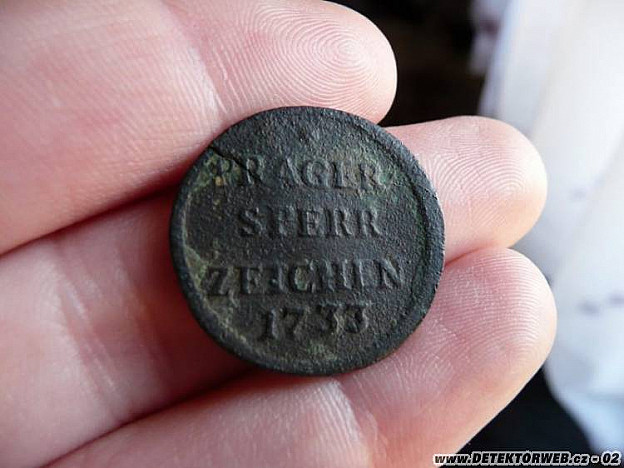 PRAGER
SPERR
ZEICHEN
1733
www.DETEKTORWEB.cz - 02